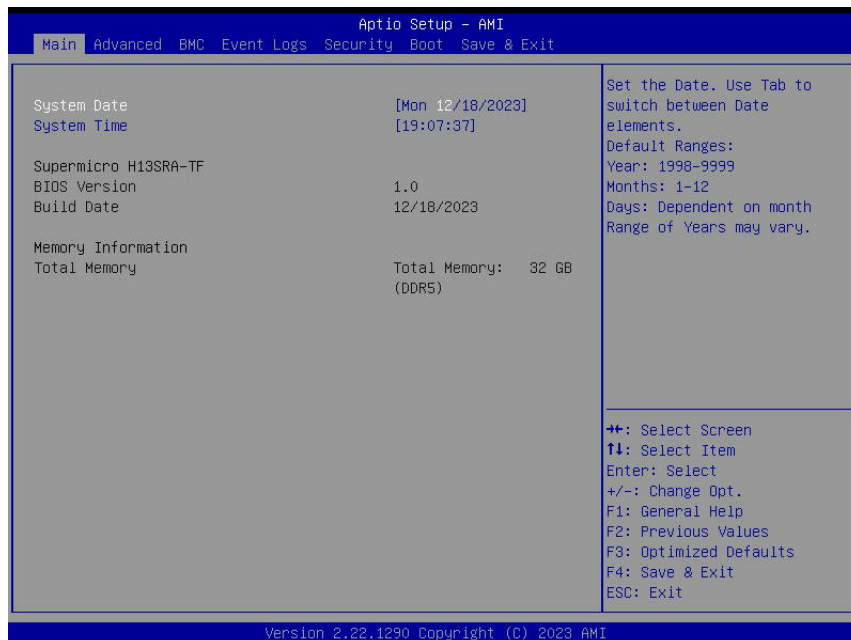 Aptio Setup – AMI
Main Advanced BMC Event Logs Security Boot Save & Exit
System Date [Mon 12/18/2023]
System Time [19:07:37]
Supermicro H13SRA-TF
BIOS Version 1.0
Build Date 12/18/2023
Memory Information
Total Memory Total Memory: 32 GB
(DDR5)
Set the Date. Use Tab to
switch between Date
elements.
Default Ranges:
Year: 1998-9999
Months: 1-12
Days: Dependent on month
Range of Years may vary.
→←: Select Screen
↑↓: Select Item
Enter: Select
+/-: Change Opt.
F1: General Help
F2: Previous Values
F3: Optimized Defaults
F4: Save & Exit
ESC: Exit
Version 2.22.1290 Copyright (C) 2023 AMI